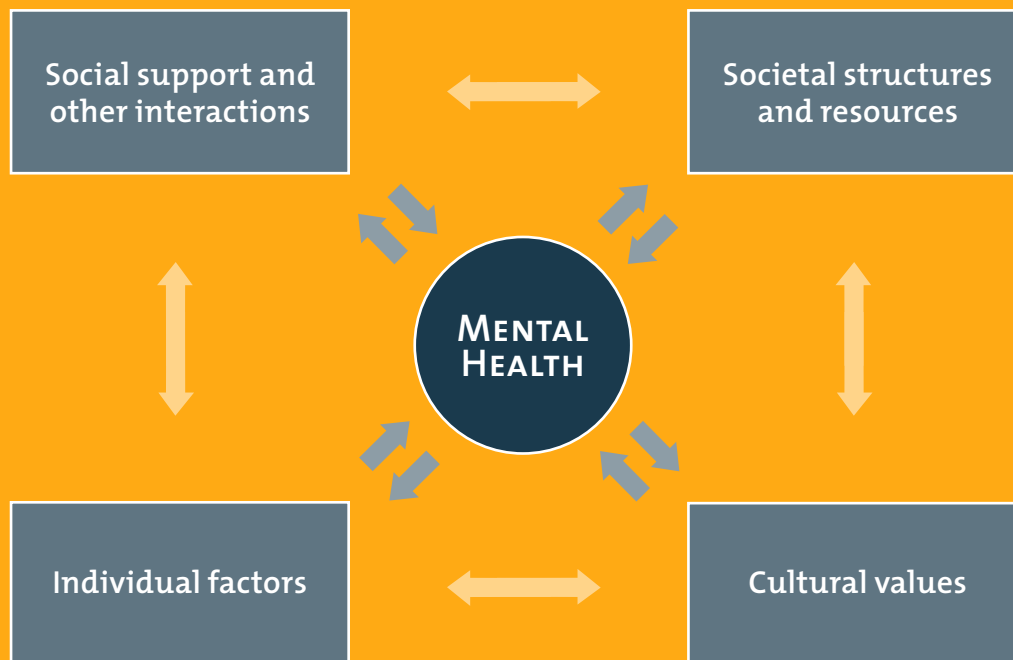 Social support and
other interactions
Societal structures
and resources
MENTAL
HEALTH
Individual factors
Cultural values